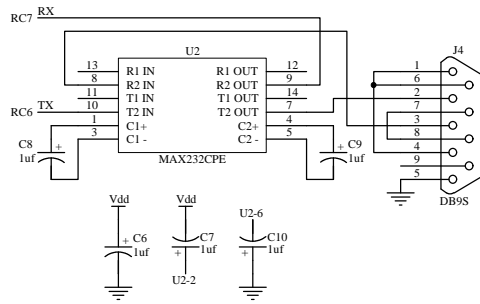 RC7 RX
U2
J4
13 R1 IN R1 OUT 12
8 R2 IN R2 OUT 9
11 T1 IN T1 OUT 14
RC6 TX 10 T2 IN T2 OUT 7
1 C1+ C2+ 4
3 C1 - C2 - 5
MAX232CPE
C8
1uf
+
C9
1uf
+
1
6
2
7
3
8
4
9
5
DB9S
Vdd
+ C6
1uf
Vdd
C7
+ 1uf
U2-2
U2-6
C10
+ 1uf